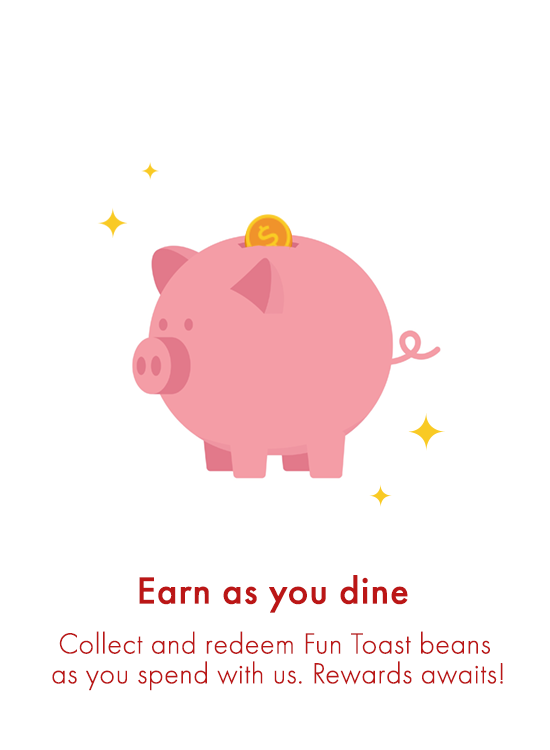 $
Earn as you dine
Collect and redeem Fun Toast beans
as you spend with us. Rewards awaits!